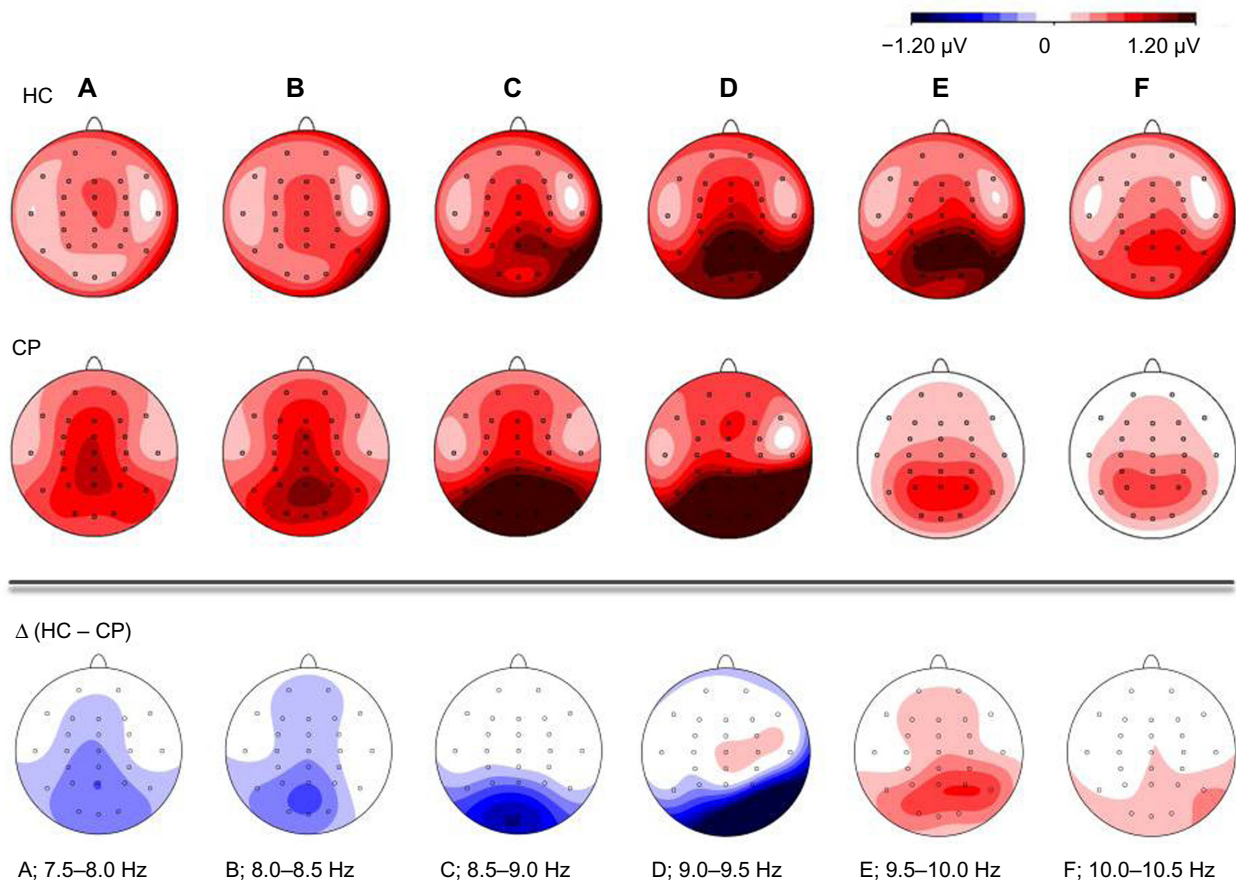 −1.20 µV 0 1.20 µV
HC A B C D E F
CP
Δ (HC – CP)
A; 7.5–8.0 Hz B; 8.0–8.5 Hz C; 8.5–9.0 Hz D; 9.0–9.5 Hz E; 9.5–10.0 Hz F; 10.0–10.5 Hz